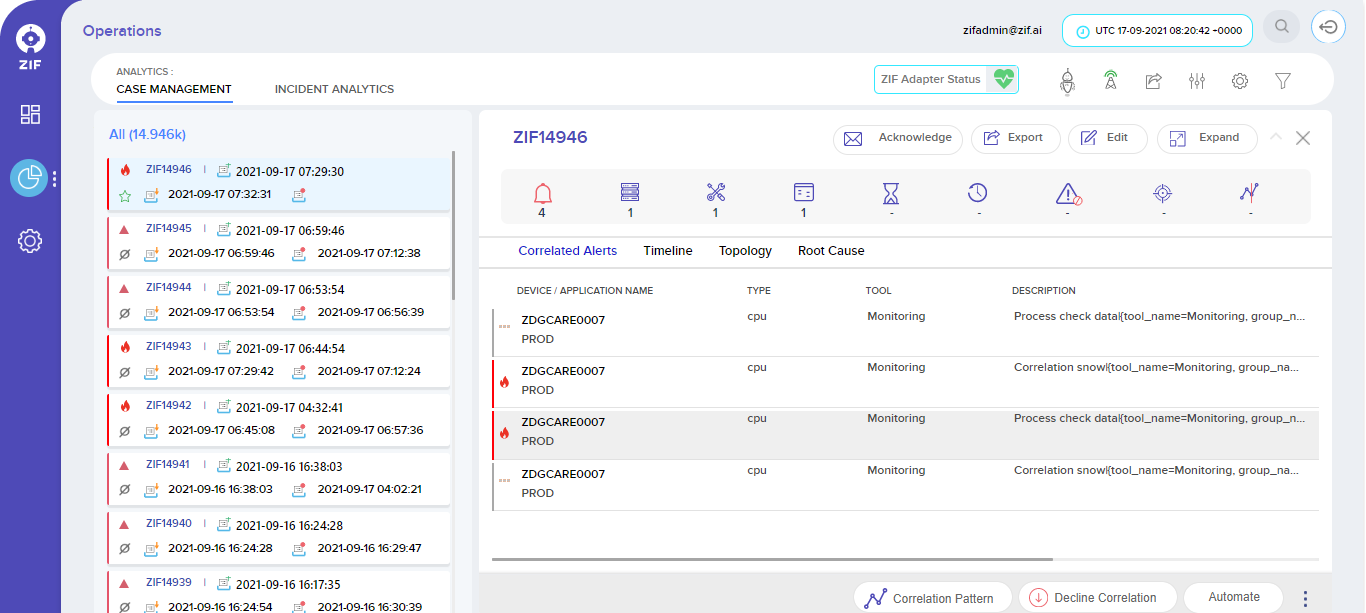 Operations
zifadmin@zif.ai
UTC 17-09-2021 08:20:42 +0000
ZIF
ANALYTICS :
CASE MANAGEMENT
INCIDENT ANALYTICS
ZIF Adapter Status
All (14.946k)
ZIF14946 | 2021-09-17 07:29:30
2021-09-17 07:32:31
ZIF14945 | 2021-09-17 06:59:46
2021-09-17 06:59:46 2021-09-17 07:12:38
ZIF14944 | 2021-09-17 06:53:54
2021-09-17 06:53:54 2021-09-17 06:56:39
ZIF14943 | 2021-09-17 06:44:54
2021-09-17 07:29:42 2021-09-17 07:12:24
ZIF14942 | 2021-09-17 04:32:41
2021-09-17 06:45:08 2021-09-17 06:57:36
ZIF14941 | 2021-09-16 16:38:03
2021-09-16 16:38:03 2021-09-17 04:02:21
ZIF14940 | 2021-09-16 16:24:28
2021-09-16 16:24:28 2021-09-16 16:29:47
ZIF14939 | 2021-09-16 16:17:35
2021-09-16 16:24:54 2021-09-16 16:30:39
ZIF14946
Acknowledge Export Edit Expand
4 1 1 1 - - - - -
Correlated Alerts Timeline Topology Root Cause
DEVICE / APPLICATION NAME TYPE TOOL DESCRIPTION
ZDGCARE0007 cpu Monitoring Process check data|{tool_name=Monitoring, group_n...
PROD
ZDGCARE0007 cpu Monitoring Correlation snow|{tool_name=Monitoring, group_na...
PROD
ZDGCARE0007 cpu Monitoring Process check data|{tool_name=Monitoring, group_n...
PROD
ZDGCARE0007 cpu Monitoring Correlation snow|{tool_name=Monitoring, group_na...
PROD
Correlation Pattern Decline Correlation Automate